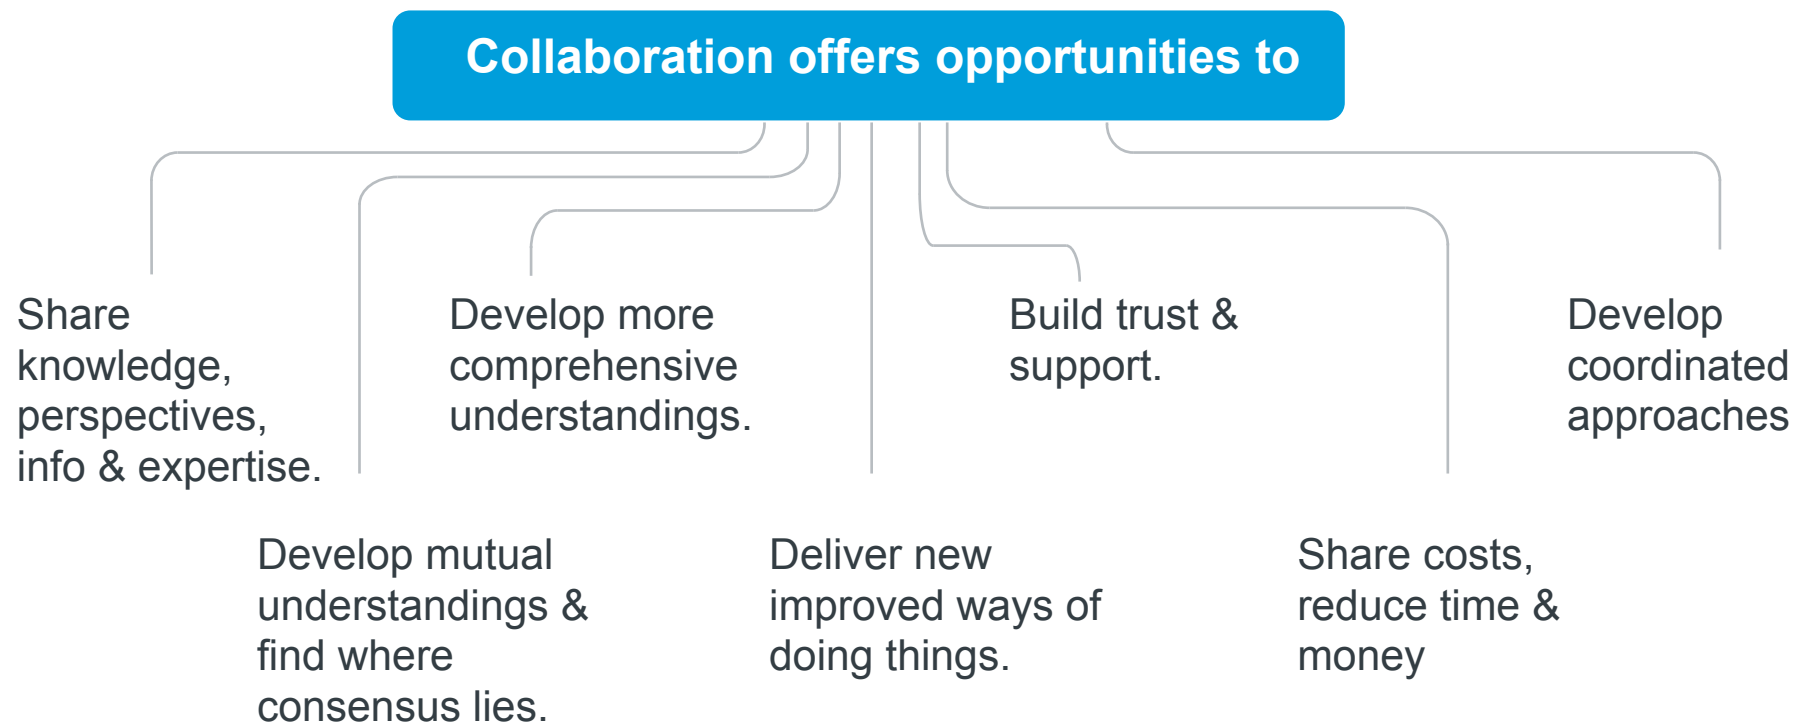 Collaboration offers opportunities to
Share
knowledge,
perspectives,
info & expertise.
Develop more
comprehensive
understandings.
Build trust &
support.
Develop
coordinated
approaches
Develop mutual
understandings &
find where
consensus lies.
Deliver new
improved ways of
doing things.
Share costs,
reduce time &
money